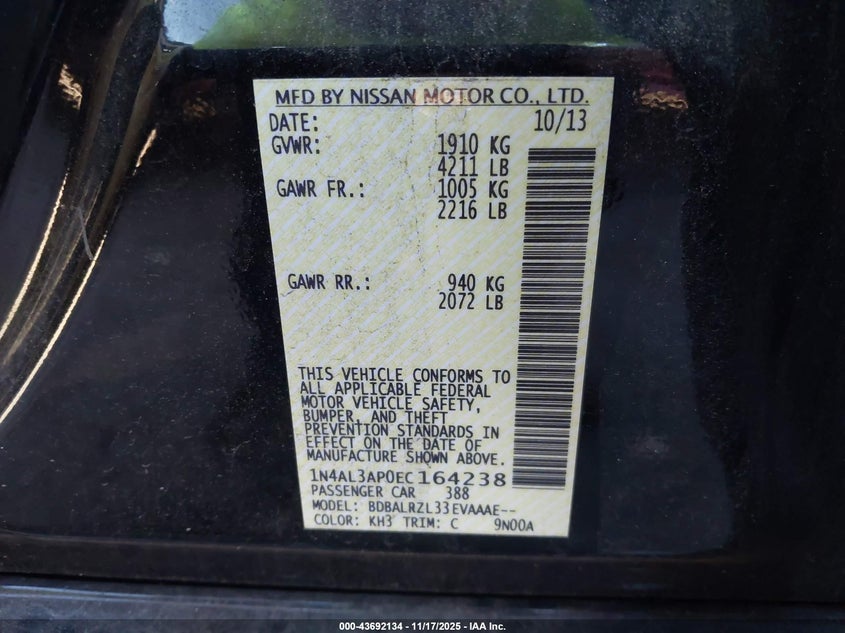 MFD BY NISSAN MOTOR CO., LTD.
DATE: 10/13
GVWR: 1910 KG
4211 LB
GAWR FR.: 1005 KG
2216 LB
GAWR RR.: 940 KG
2072 LB
THIS VEHICLE CONFORMS TO
ALL APPLICABLE FEDERAL
MOTOR VEHICLE SAFETY,
BUMPER, AND THEFT
PREVENTION STANDARDS IN
EFFECT ON THE DATE OF
MANUFACTURE SHOWN ABOVE.
1N4AL3AP0EC164238
PASSENGER CAR 388
MODEL: BDBALRZL33EVAAAE--
COLOR: KH3 TRIM: C 9N00A
000-43692134 - 11/17/2025 - IAA Inc.